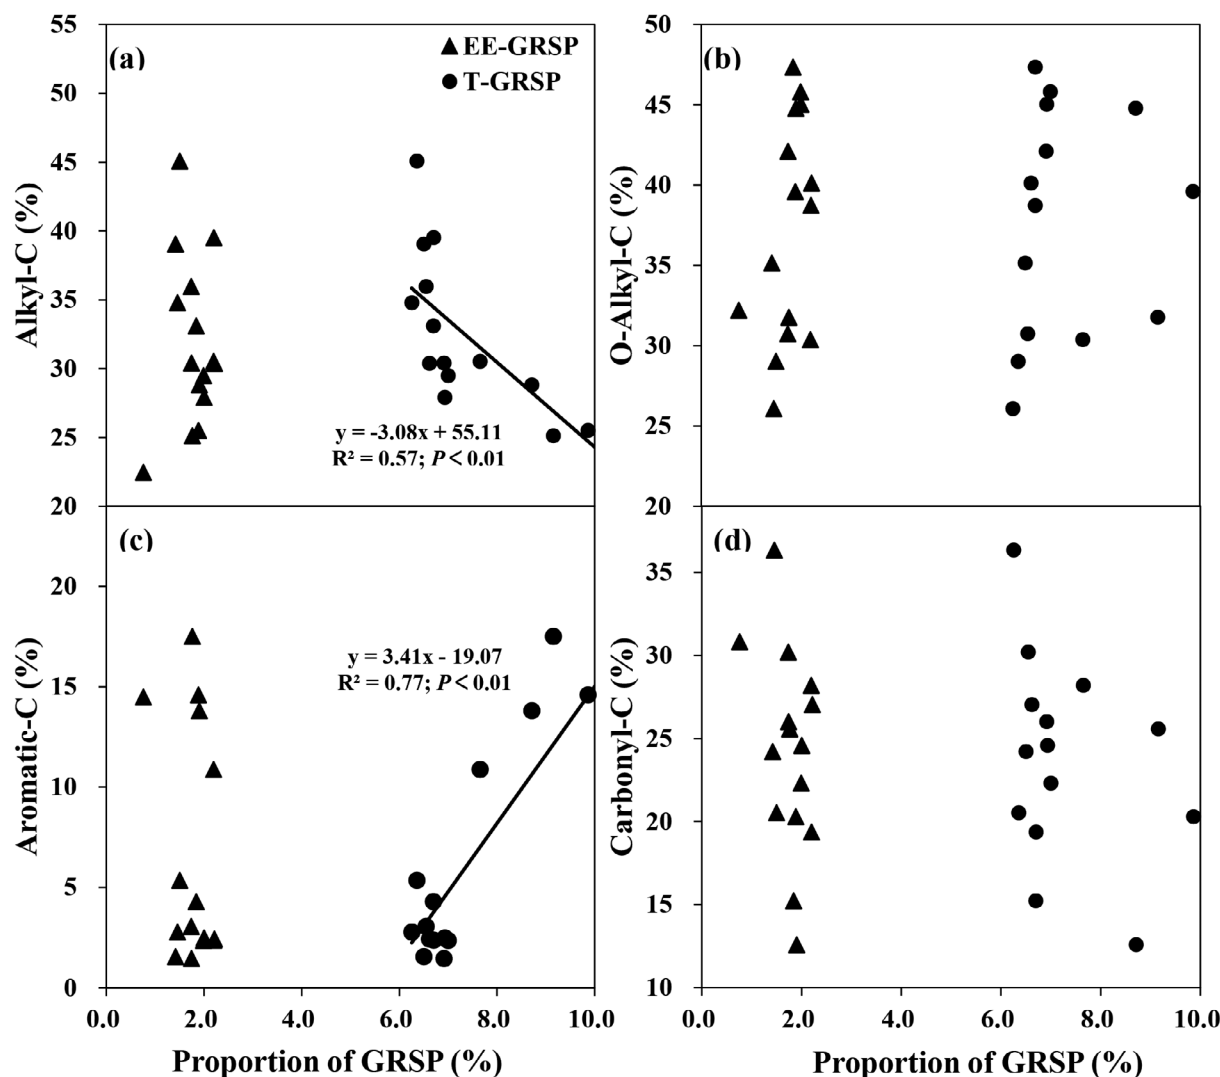 (a)
EE-GRSP
T-GRSP
55
50
45
40
35
30
25
20
Alkyl-C (%)
y = -3.08x + 55.11
R² = 0.57; P < 0.01
(b)
50
45
40
35
30
25
20
O-Alkyl-C (%)
(c)
20
15
10
5
0
Aromatic-C (%)
y = 3.41x - 19.07
R² = 0.77; P < 0.01
0.0 2.0 4.0 6.0 8.0 10.0
Proportion of GRSP (%)
(d)
35
30
25
20
15
10
Carbonyl-C (%)
0.0 2.0 4.0 6.0 8.0 10.0
Proportion of GRSP (%)